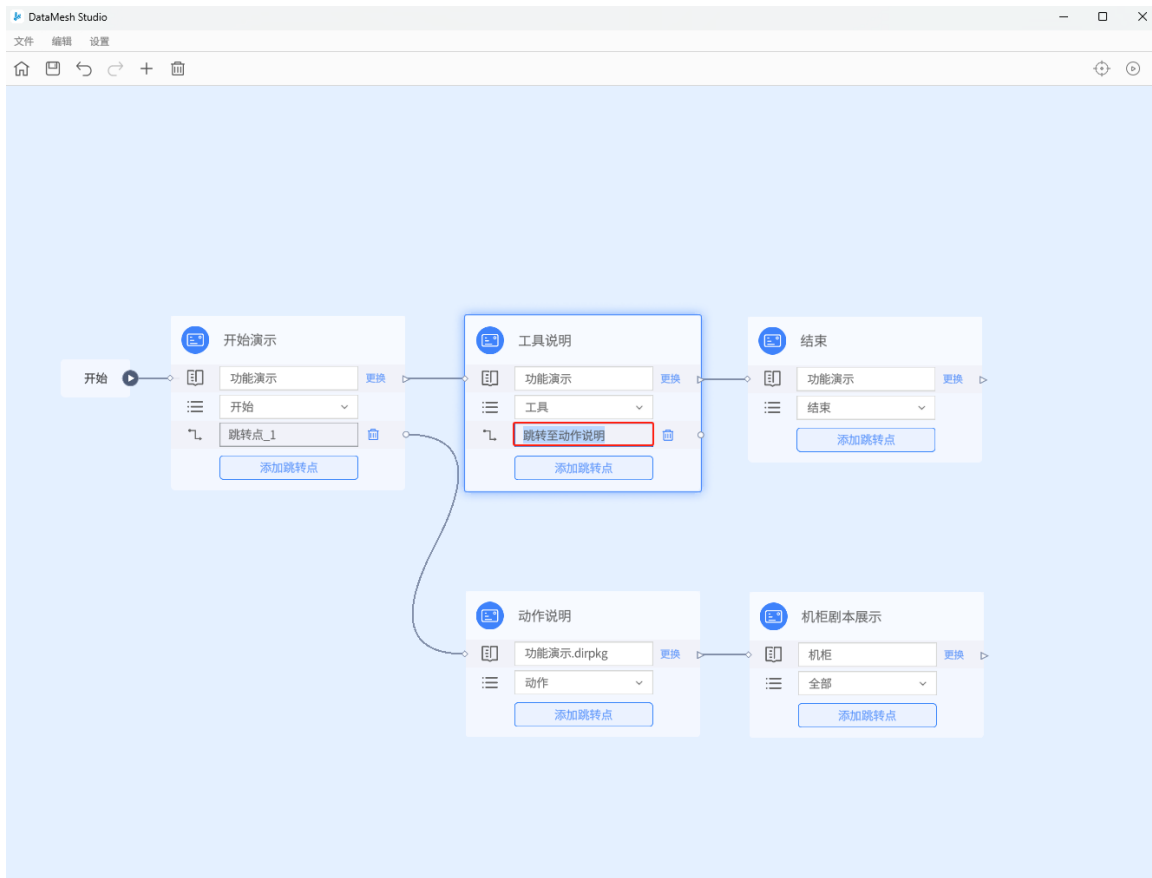 DataMesh Studio
文件 编辑 设置
开始
开始演示
功能演示 更换
开始
跳转点_1
添加跳转点
工具说明
功能演示 更换
工具
跳转至动作说明
添加跳转点
结束
功能演示 更换
结束
添加跳转点
动作说明
功能演示.dirpkg 更换
动作
添加跳转点
机柜剧本展示
机柜 更换
全部
添加跳转点